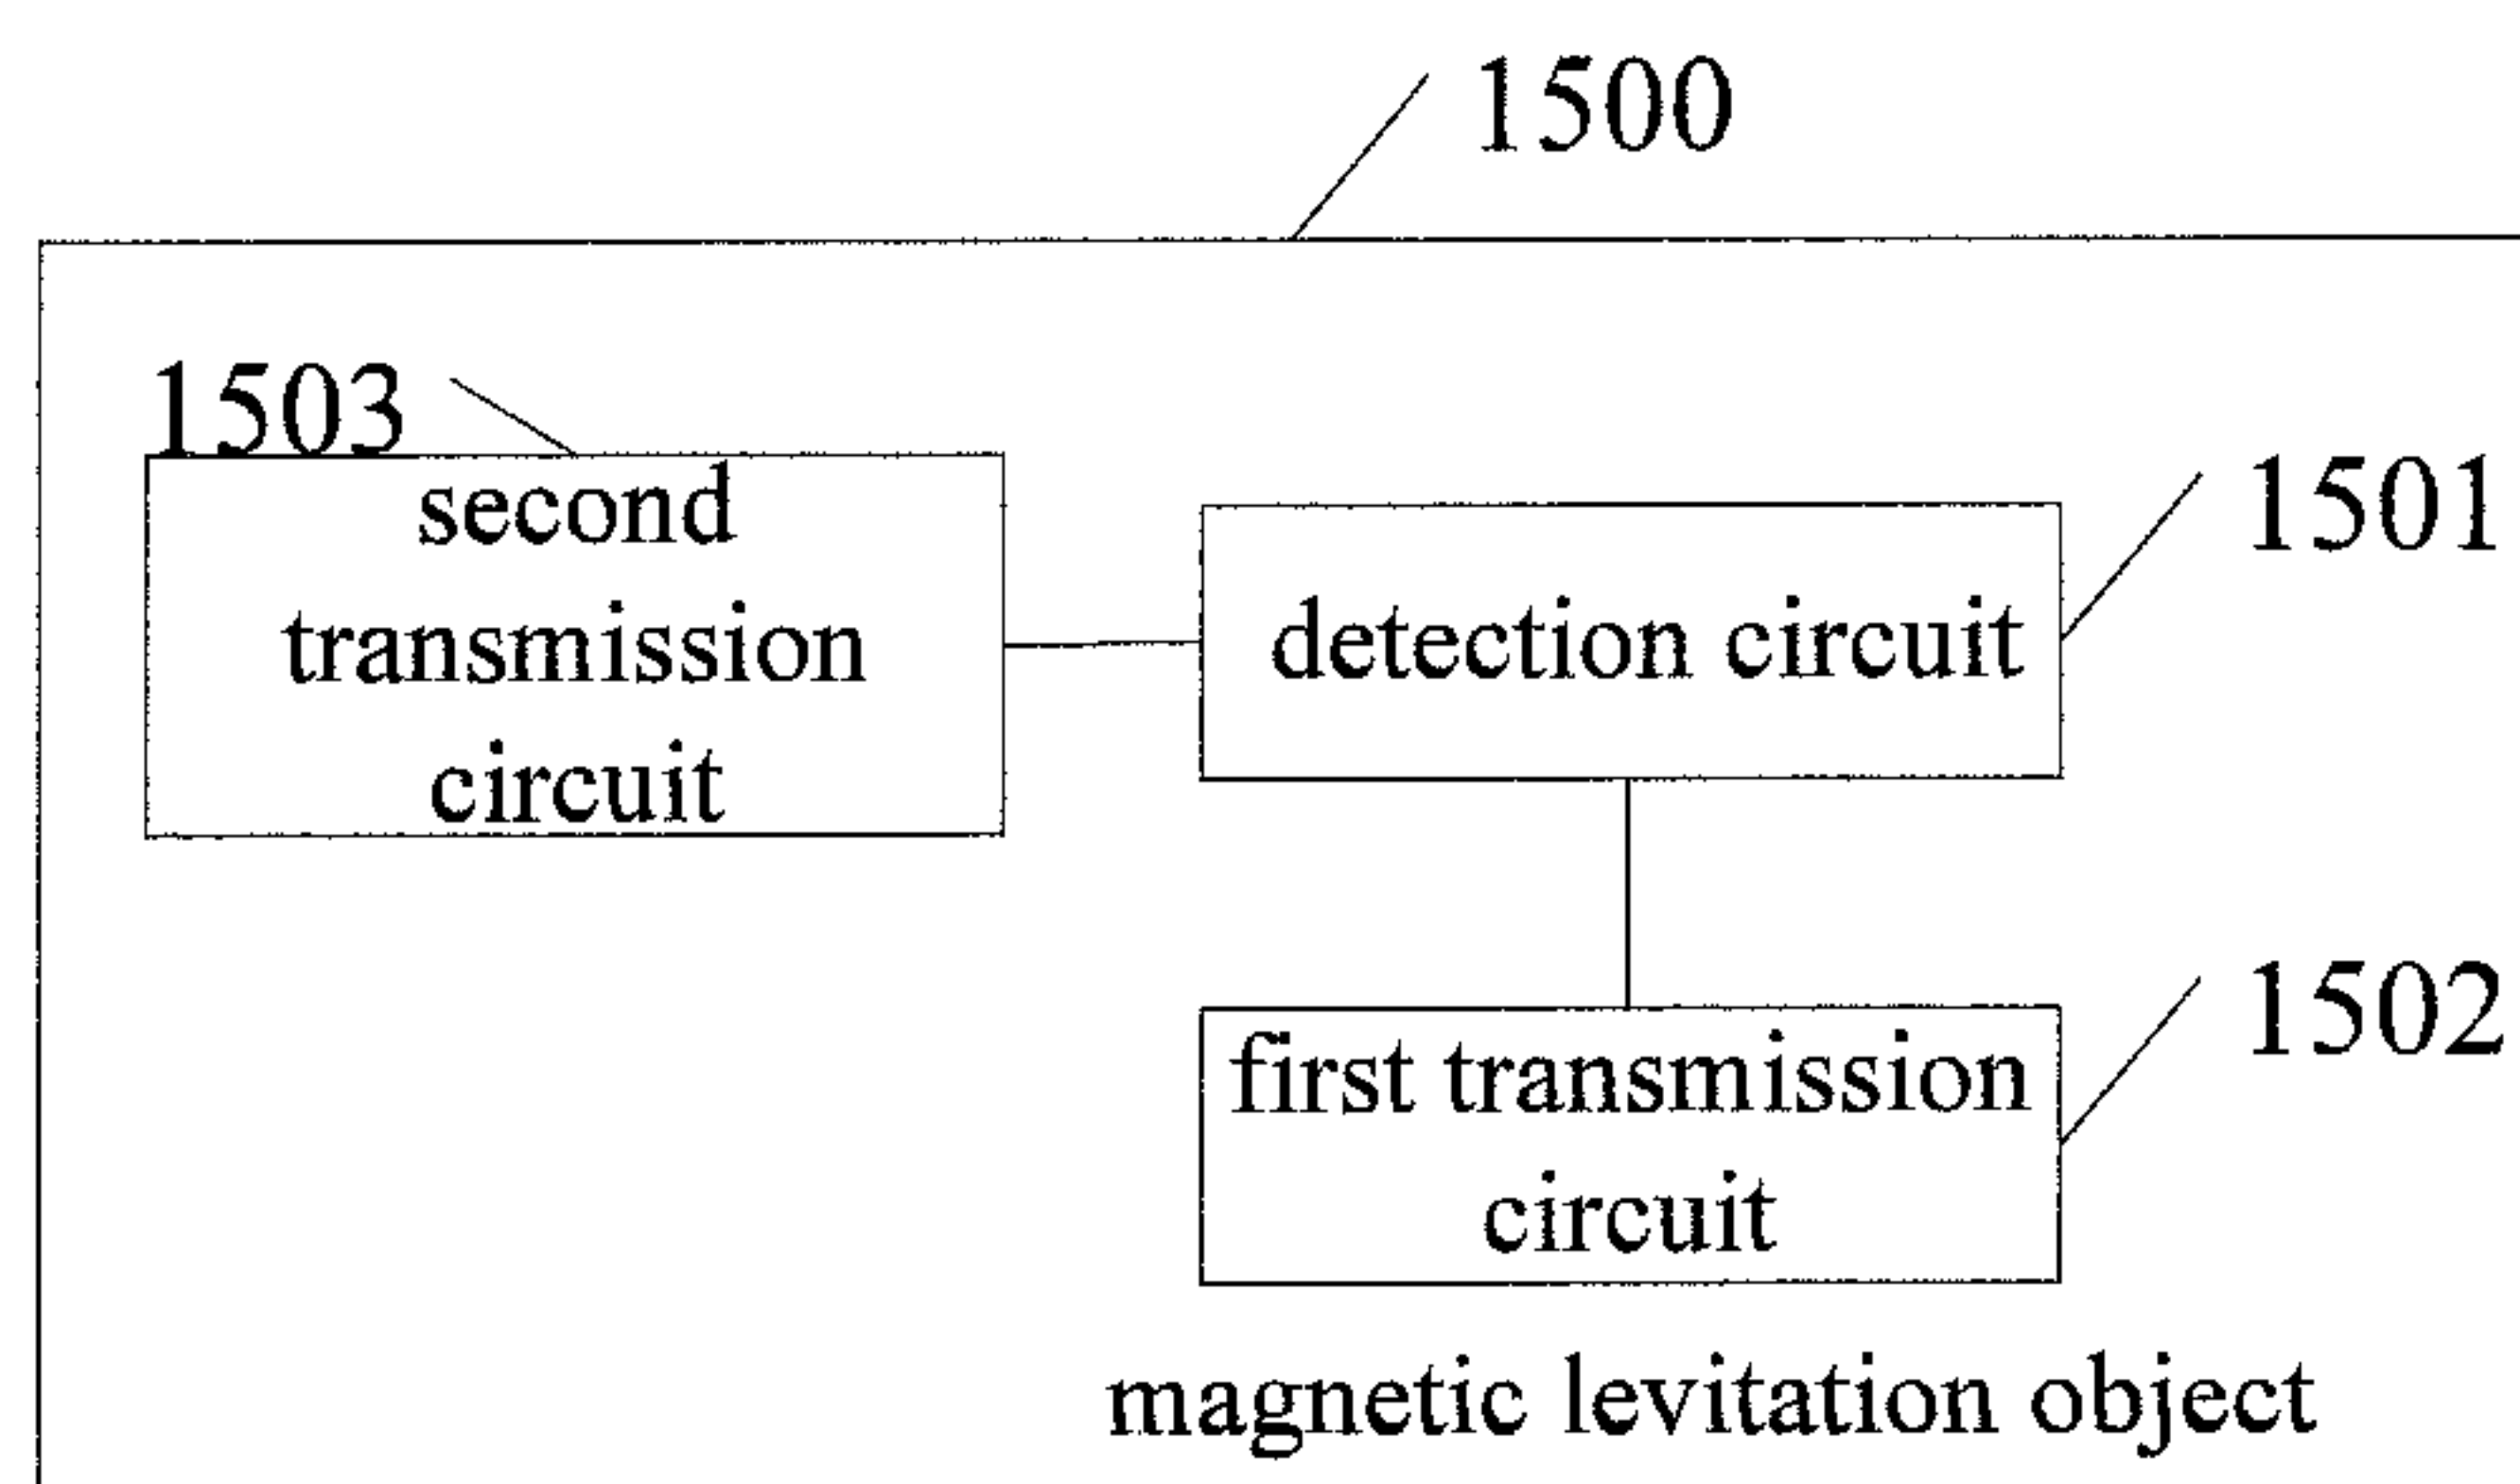 1500
1503
second
transmission
circuit
detection circuit
1501
first transmission
circuit
1502
magnetic levitation object